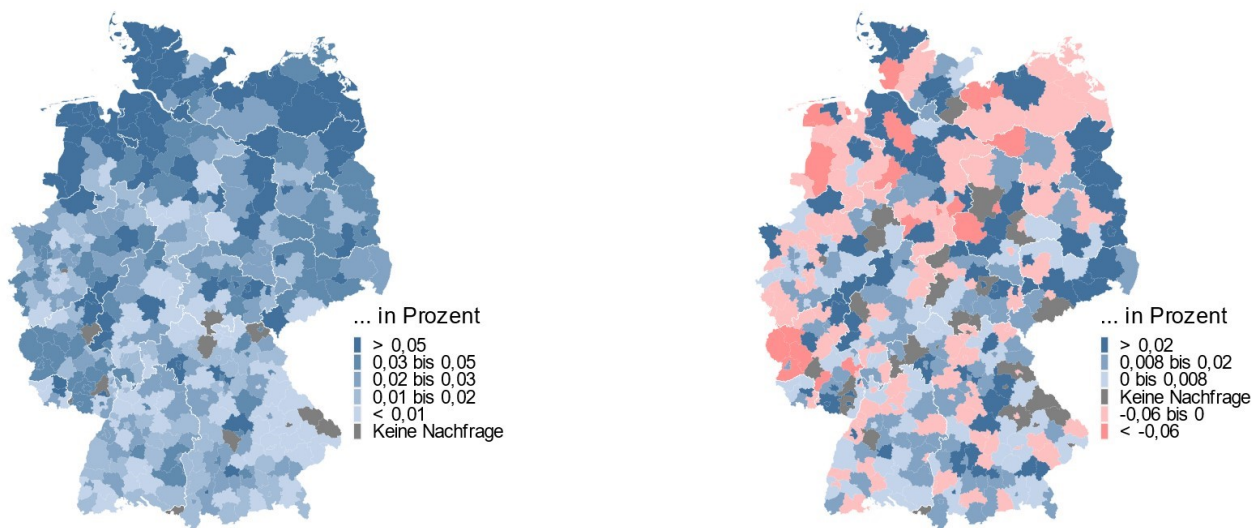 ... in Prozent
> 0,05
0,03 bis 0,05
0,02 bis 0,03
0,01 bis 0,02
< 0,01
Keine Nachfrage
... in Prozent
> 0,02
0,008 bis 0,02
0 bis 0,008
Keine Nachfrage
-0,06 bis 0
< -0,06